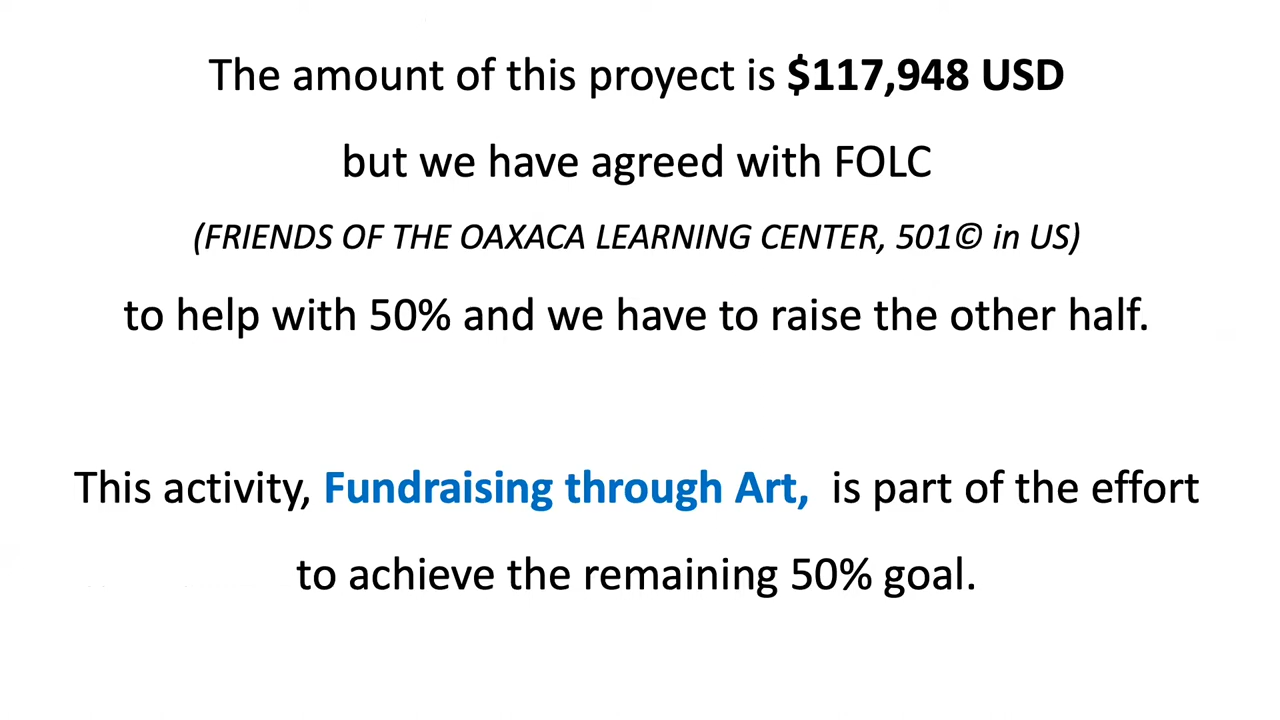 The amount of this proyect is $117,948 USD
but we have agreed with FOLC
(FRIENDS OF THE OAXACA LEARNING CENTER, 501© in US)
to help with 50% and we have to raise the other half.
This activity, Fundraising through Art, is part of the effort
to achieve the remaining 50% goal.